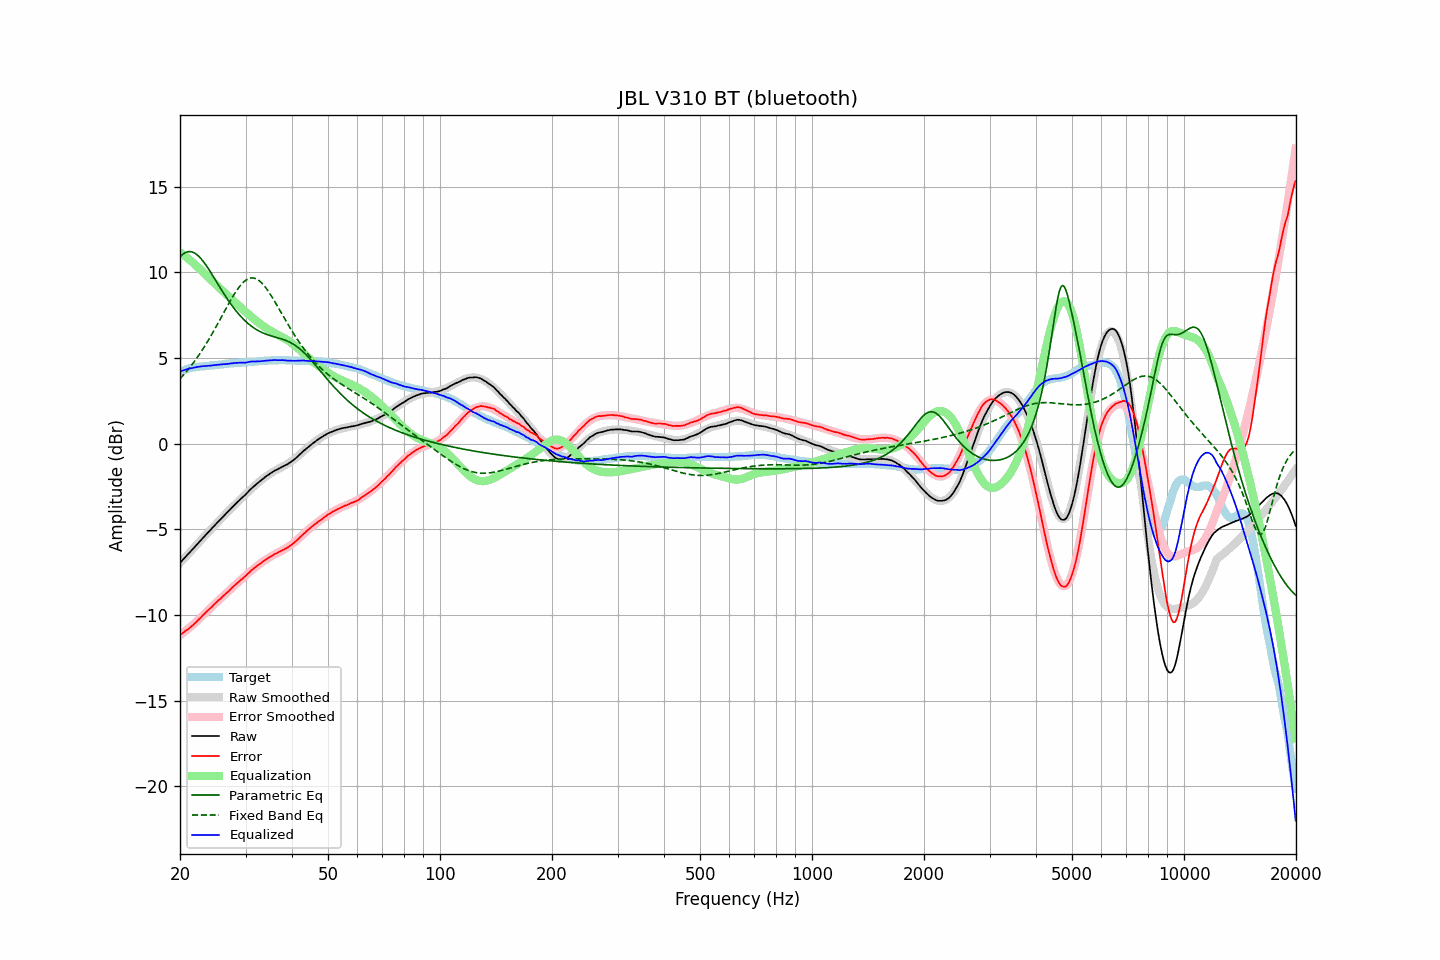 JBL V310 BT (bluetooth)
Amplitude (dBr)
15
10
5
0
−5
−10
−15
−20
Target
Raw Smoothed
Error Smoothed
Raw
Error
Equalization
Parametric Eq
Fixed Band Eq
Equalized
20
50
100
200
500
1000
2000
5000
10000
20000
Frequency (Hz)